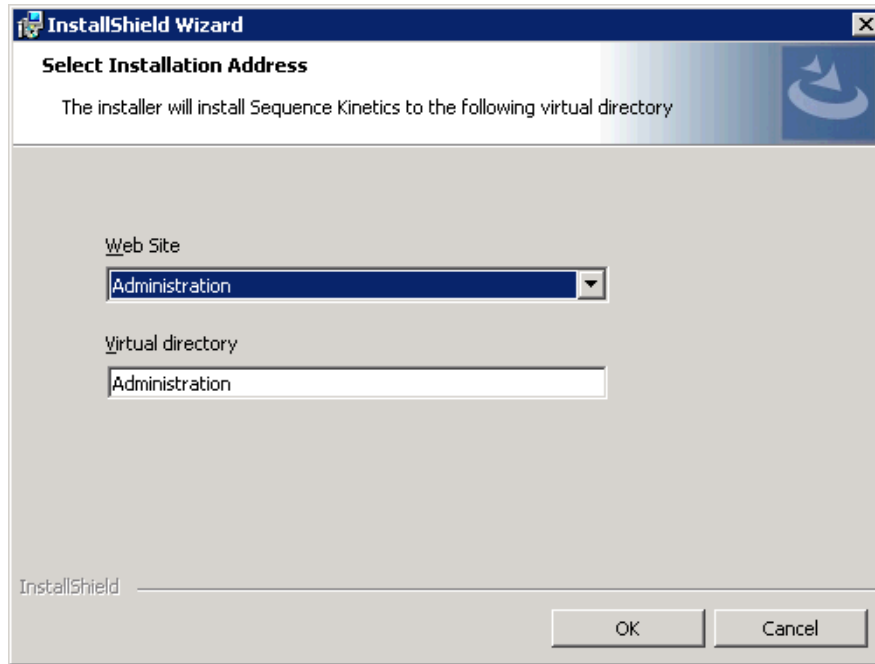 InstallShield Wizard
Select Installation Address
The installer will install Sequence Kinetics to the following virtual directory
Web Site
Administration
Virtual directory
Administration
InstallShield
OK Cancel